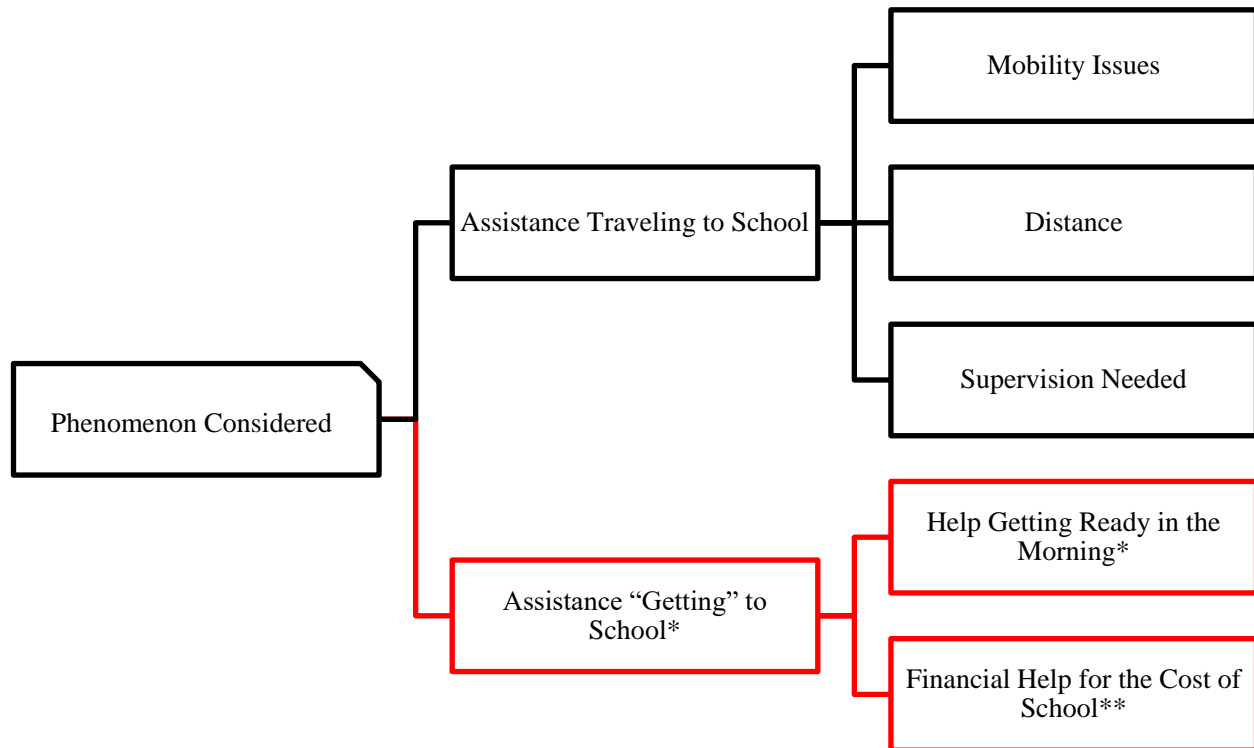 Mobility Issues
Assistance Traveling to School
Distance
Supervision Needed
Phenomenon Considered
Help Getting Ready in the
Morning*
Assistance “Getting” to
School*
Financial Help for the Cost of
School**